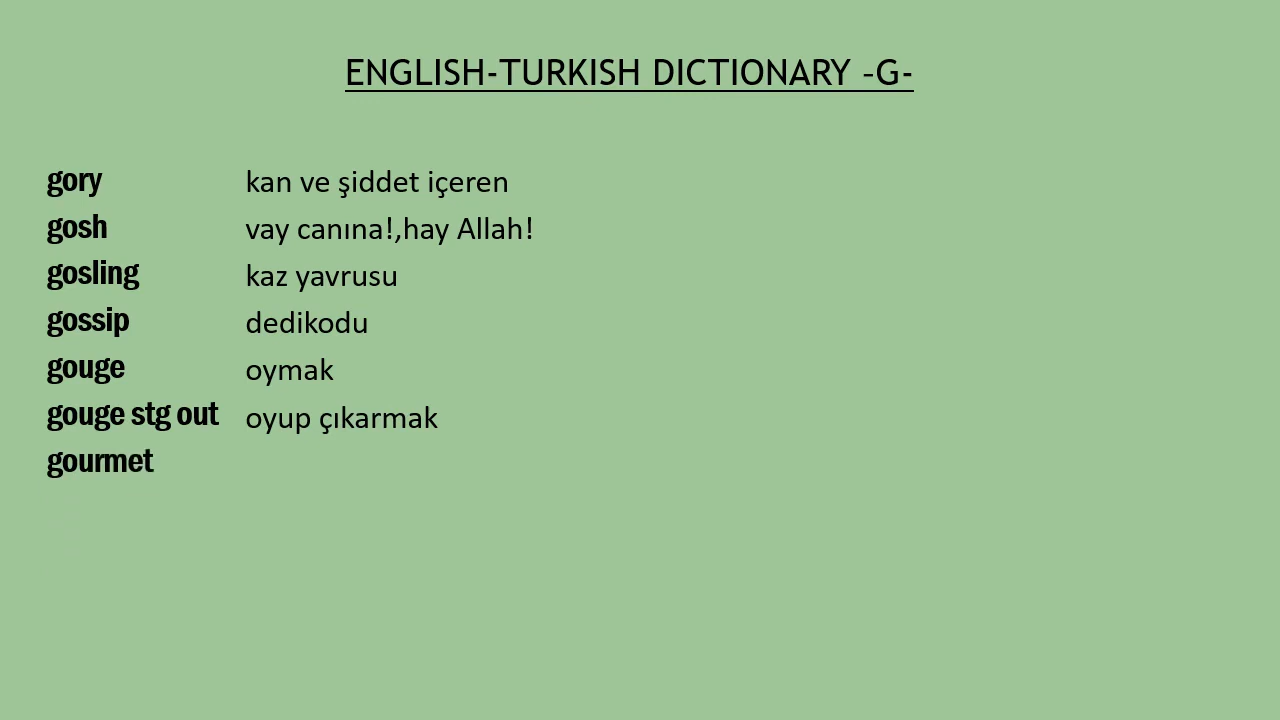 ENGLISH-TURKISH DICTIONARY –G-
gory kan ve şiddet içeren
gosh vay canına!,hay Allah!
gosling kaz yavrusu
gossip dedikodu
gouge oymak
gouge stg out oyup çıkarmak
gourmet